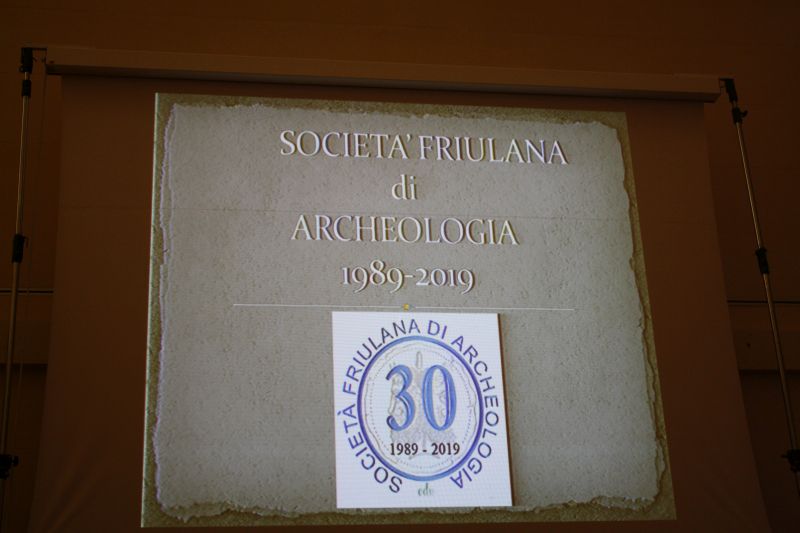 SOCIETA' FRIULANA
di
ARCHEOLOGIA
1989-2019
SOCIETÀ FRIULANA DI ARCHEOLOGIA
30
1989 - 2019